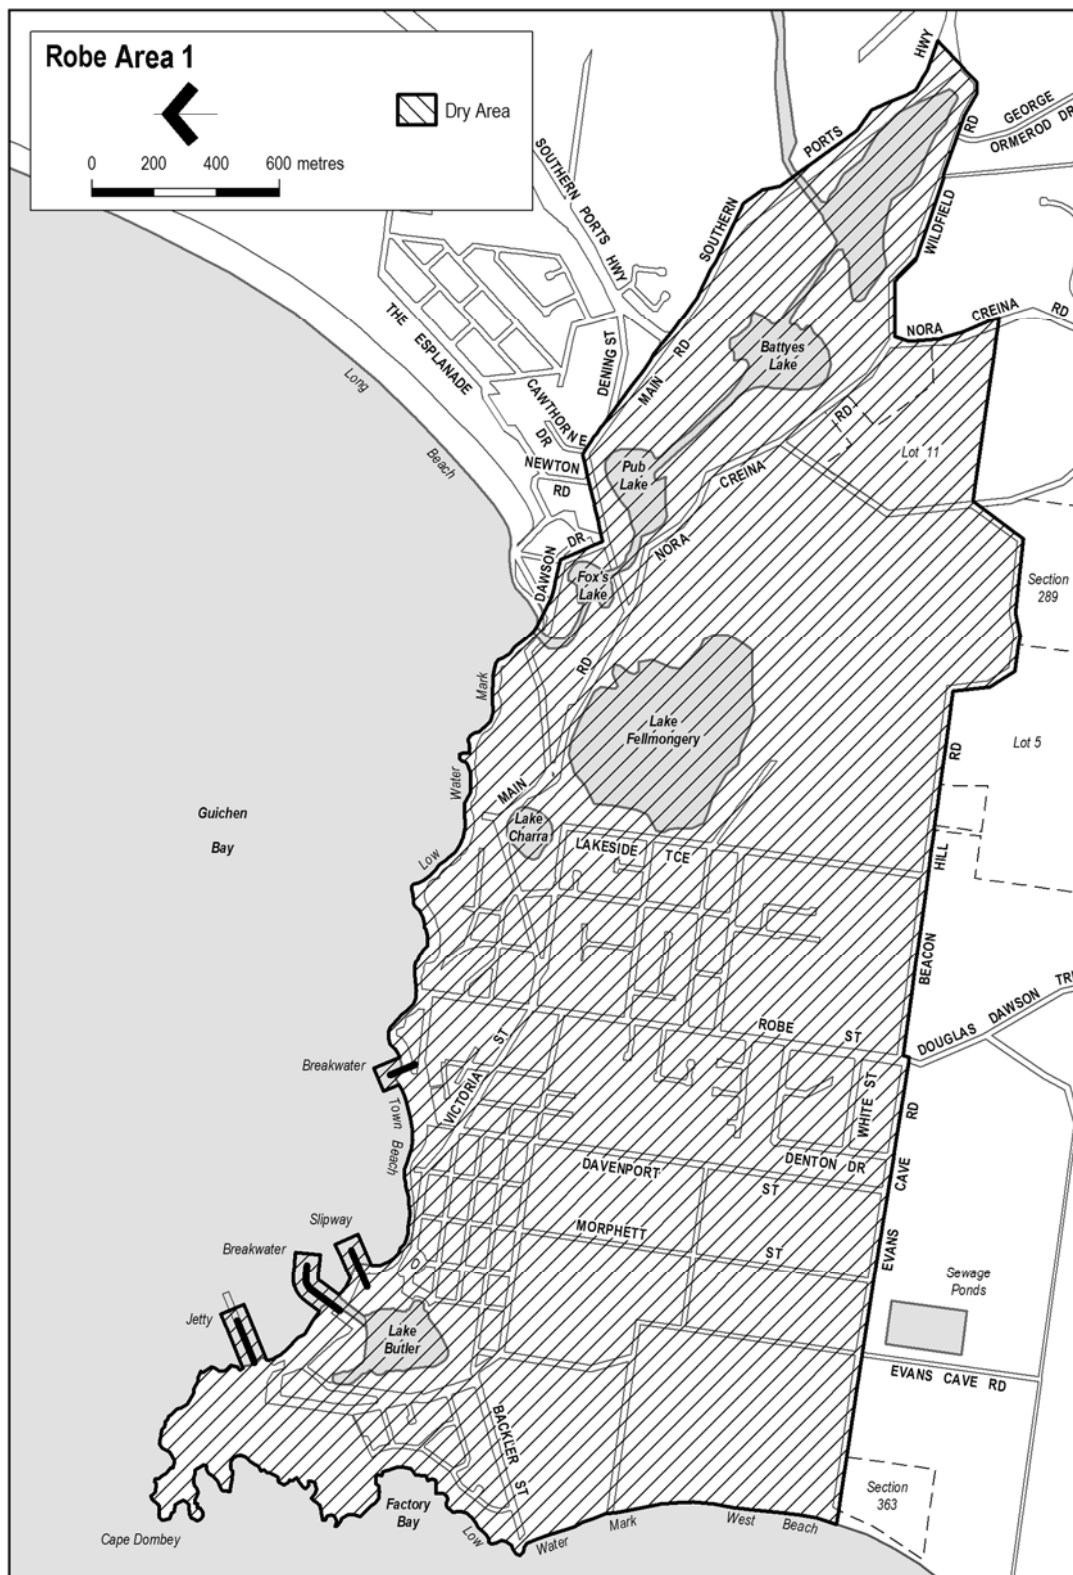 Robe Area 1
Dry Area
0 200 400 600 metres
HWY
PORTS
SOUTHERN
RD
GEORGE
ORMEROD DR
SOUTHERN PORTS HWY
WILDFIELD
NORA CREINA RD
THE ESPLANADE
Long
Beach
DENING ST
MAIN RD
Battyes
Lake
CAWTHORNE
DR
NEWTON
RD
Pub
Lake
CREINA
RD
Lot 11
NORA
DAWSON DR
Fox's
Lake
Section
289
RD
Mark
Lake
Fellmongery
RD
Lot 5
Water
MAIN
Guichen
Bay
Lake
Charra
LAKESIDE TCE
HILL
Low
BEACON
DOUGLAS DAWSON TRL
ROBE ST
VICTORIA ST
Breakwater
Town Beach
WHITE ST
RD
DENTON DR
CAVE
DAVENPORT ST
MORPHETT ST
EVANS
Slipway
Breakwater
Jetty
Lake
Butler
Sewage
Ponds
EVANS CAVE RD
BACKLER ST
Section
363
Factory
Bay
Cape Dombey
Low Water Mark
West Beach